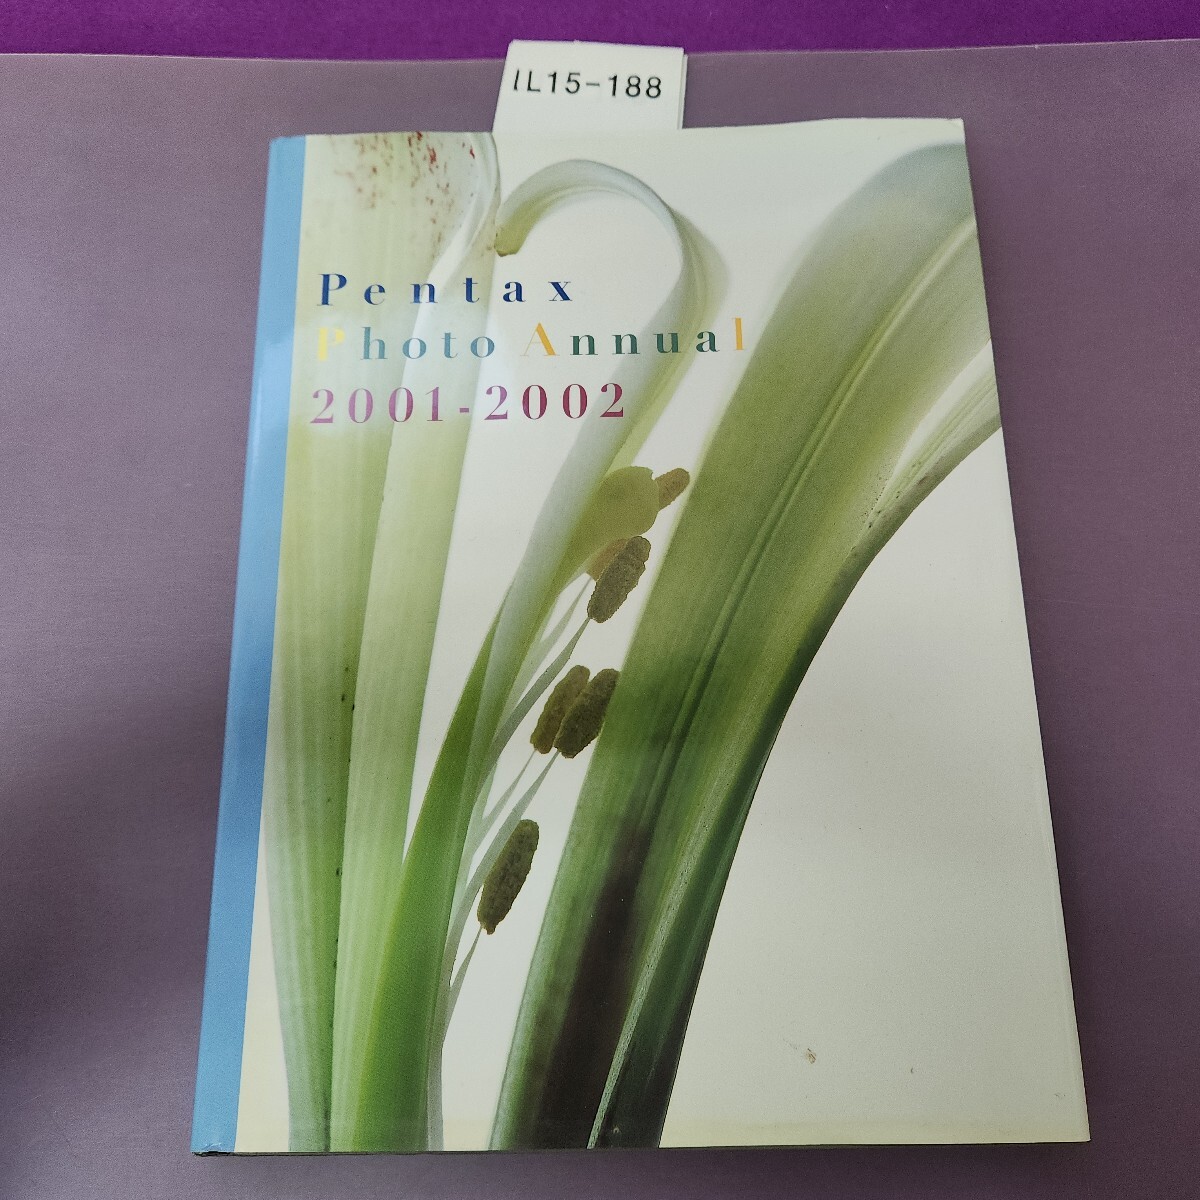 IL15-188
Pentax
Photo Annual
2001-2002